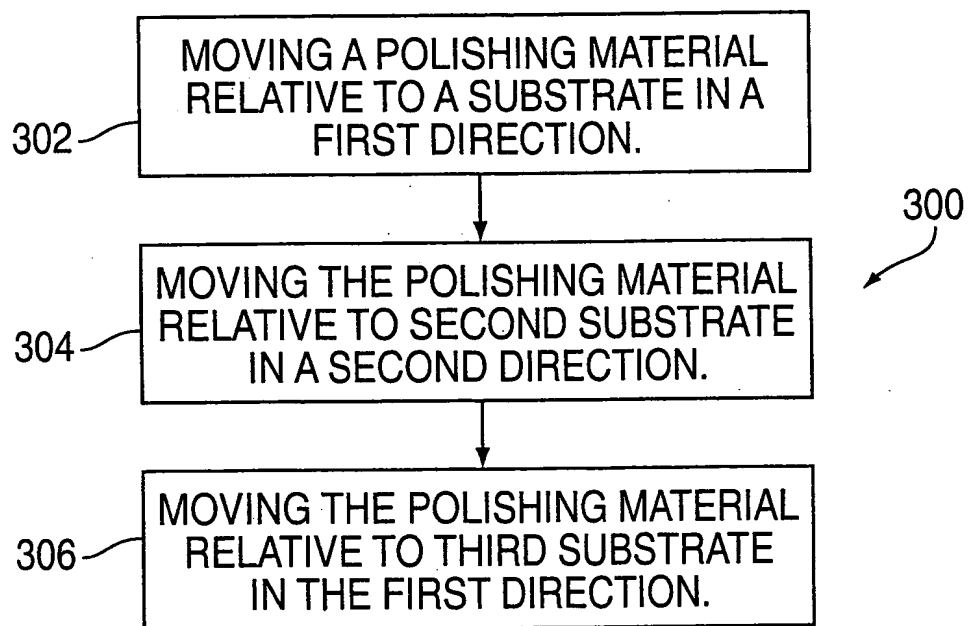 MOVING A POLISHING MATERIAL
RELATIVE TO A SUBSTRATE IN A
FIRST DIRECTION.
302
300
MOVING THE POLISHING MATERIAL
RELATIVE TO SECOND SUBSTRATE
IN A SECOND DIRECTION.
304
MOVING THE POLISHING MATERIAL
RELATIVE TO THIRD SUBSTRATE
IN THE FIRST DIRECTION.
306